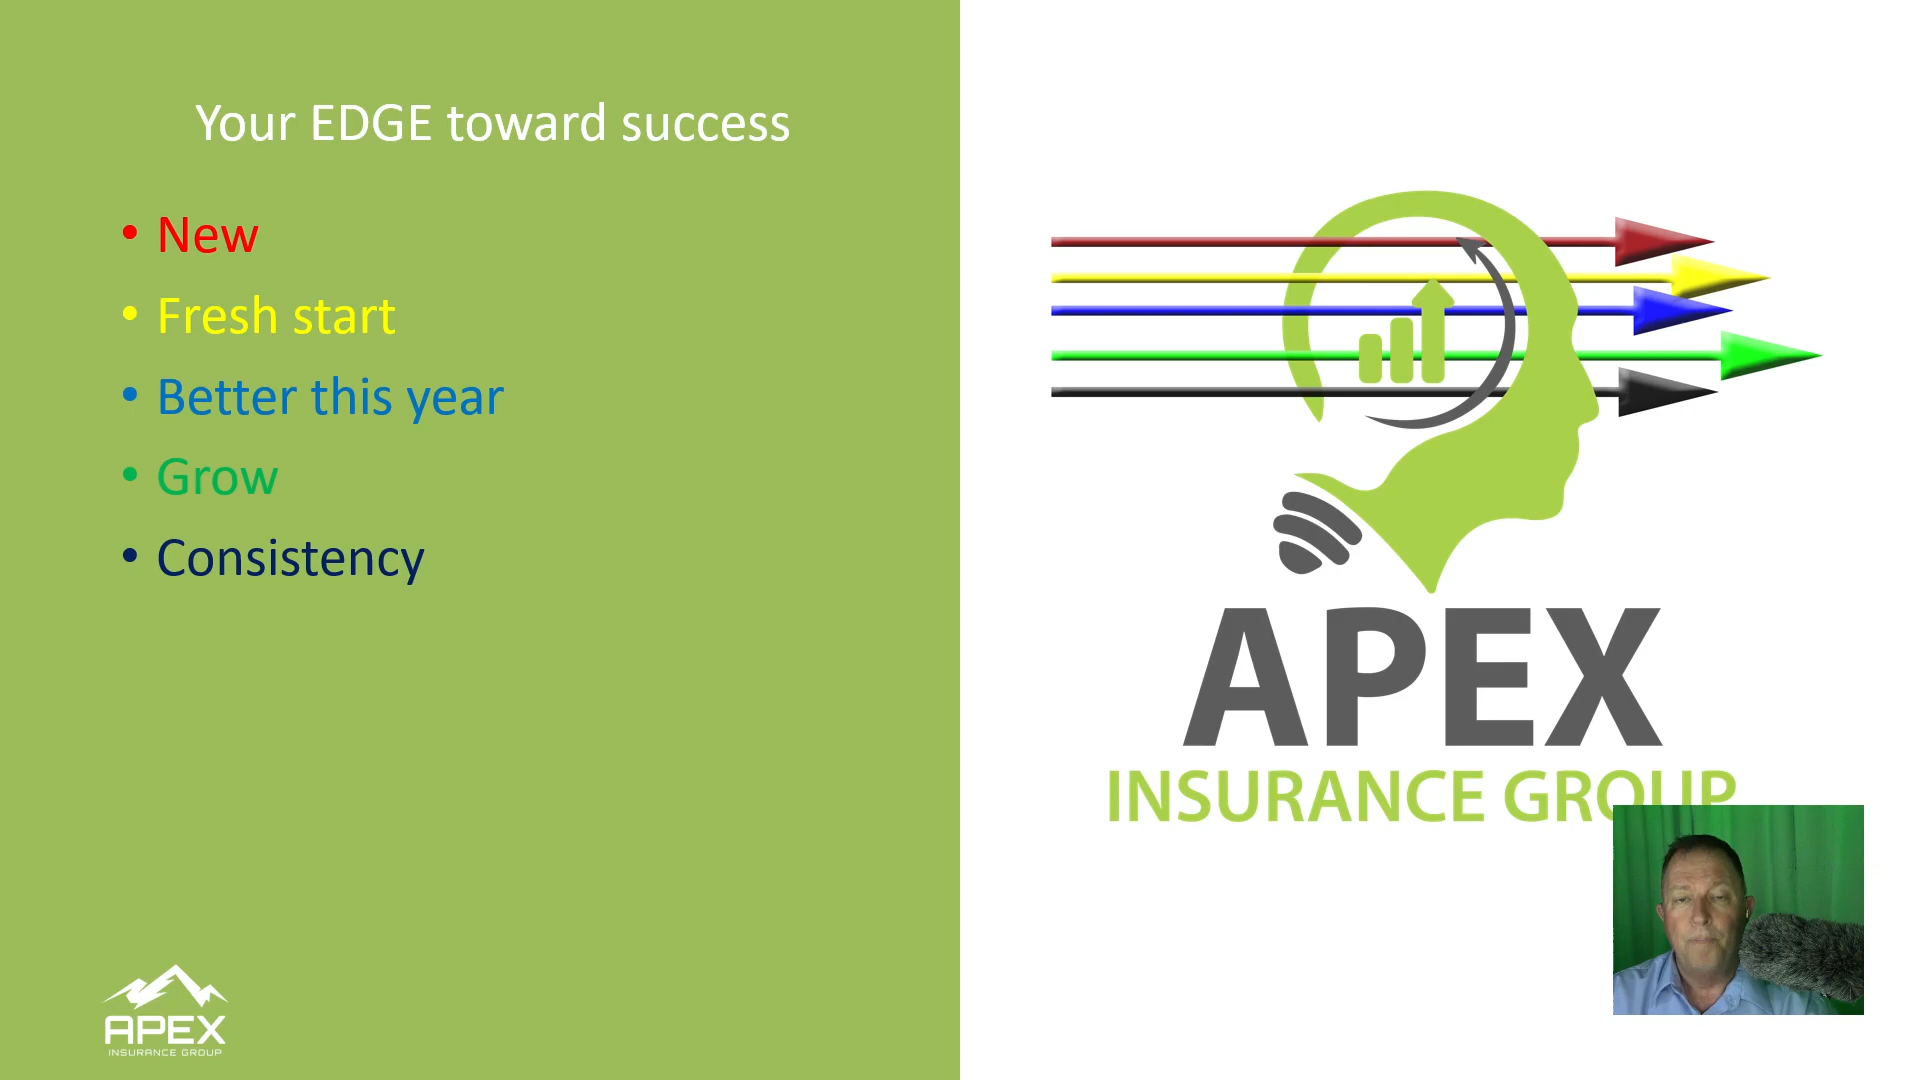 Your EDGE toward success
• New
• Fresh start
• Better this year
• Grow
• Consistency
APEX
INSURANCE GROUP
APEX
INSURANCE GROUP